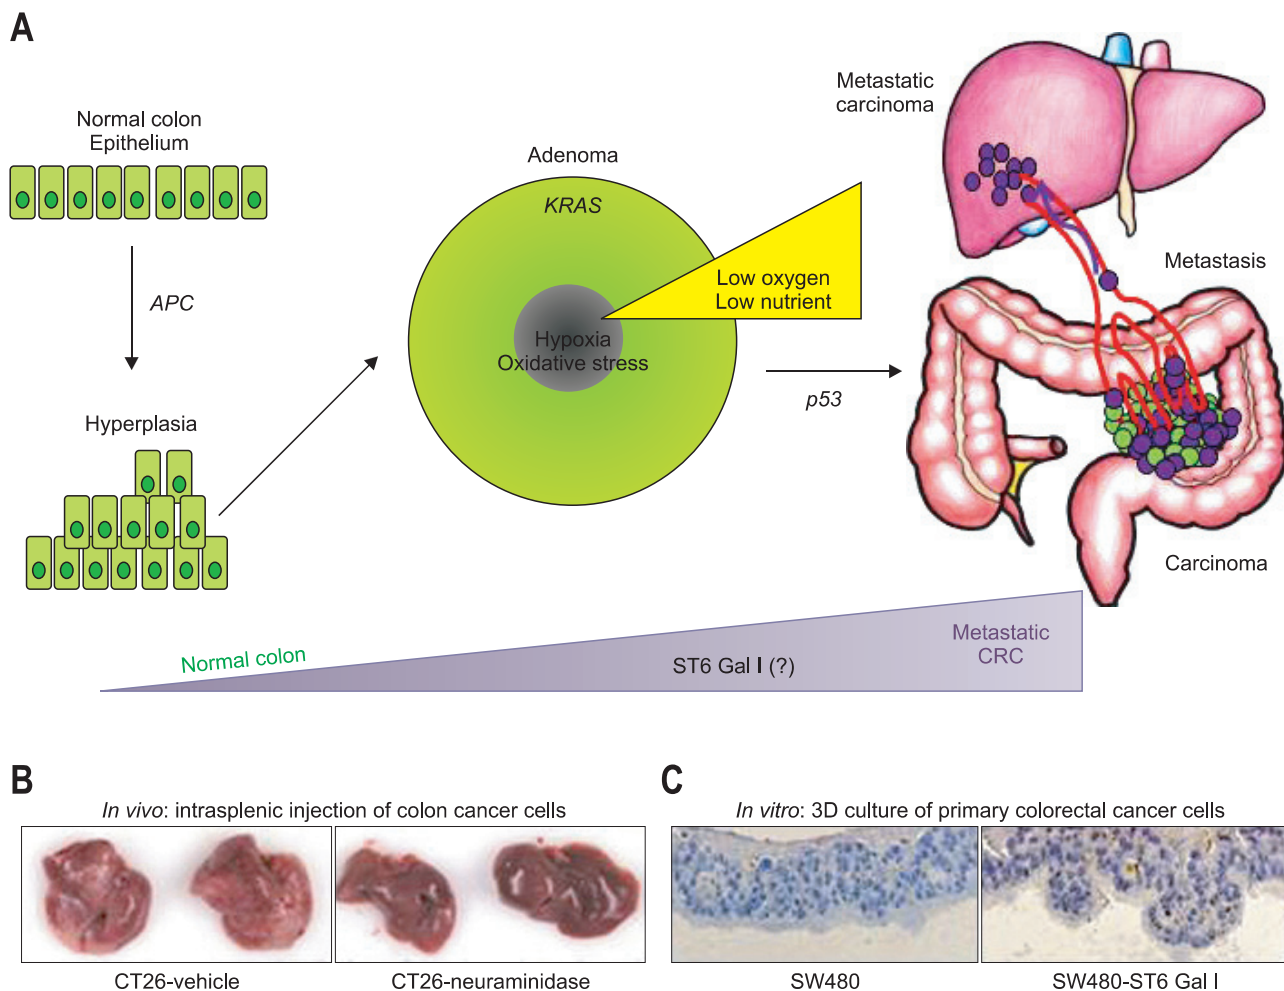 A
Normal colon
Epithelium
APC
Hyperplasia
Adenoma
KRAS
Low oxygen
Low nutrient
Hypoxia
Oxidative stress
p53
Metastatic
carcinoma
Metastasis
Carcinoma
Normal colon
ST6 Gal I (?)
Metastatic
CRC
B
In vivo: intrasplenic injection of colon cancer cells
CT26-vehicle
CT26-neuraminidase
C
In vitro: 3D culture of primary colorectal cancer cells
SW480
SW480-ST6 Gal I